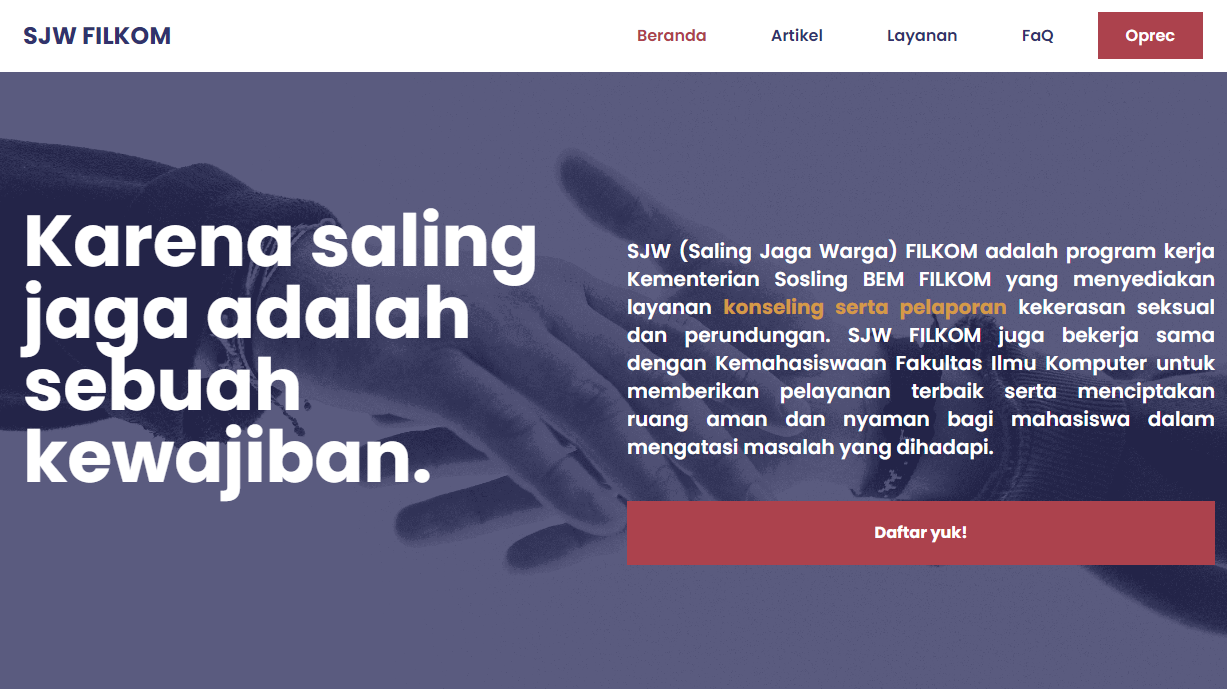 SJW FILKOM
Beranda
Artikel
Layanan
FaQ
Oprec
Karena saling
jaga adalah
sebuah
kewajiban.
SJW (Saling Jaga Warga) FILKOM adalah program kerja
Kementerian Sosling BEM FILKOM yang menyediakan
layanan konseling serta pelaporan kekerasan seksual
dan perundungan. SJW FILKOM juga bekerja sama
dengan Kemahasiswaan Fakultas Ilmu Komputer untuk
memberikan pelayanan terbaik serta menciptakan
ruang aman dan nyaman bagi mahasiswa dalam
mengatasi masalah yang dihadapi.
Daftar yuk!